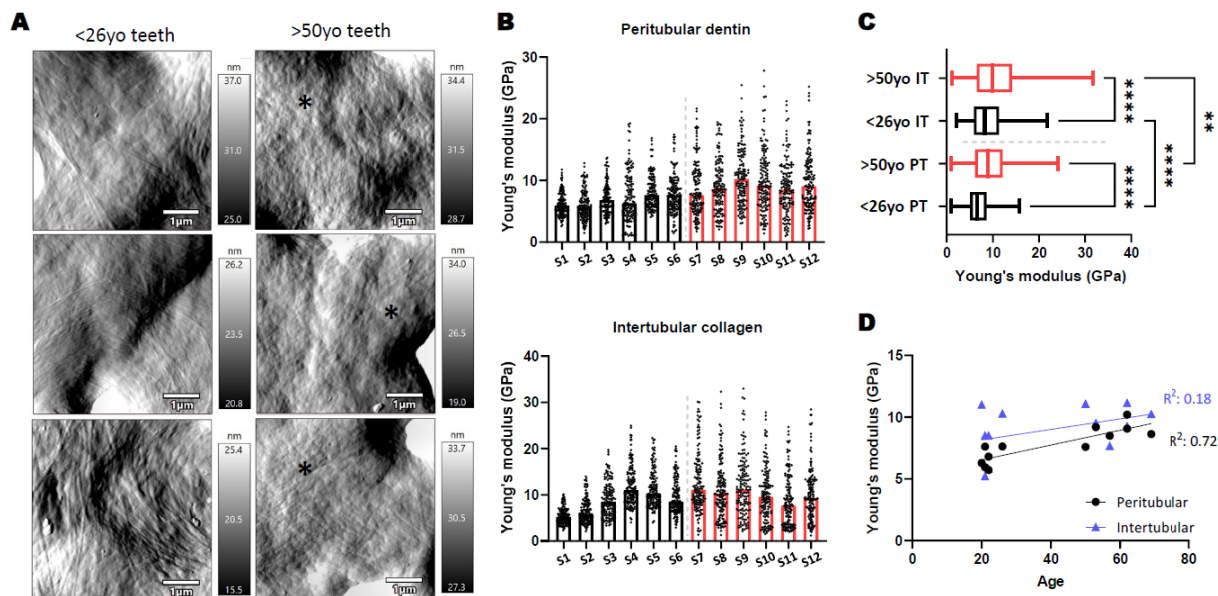 A
<26yo teeth
>50yo teeth
nm
37.0
31.0
25.0
1µm
nm
34.4
31.5
28.7
*
1µm
nm
26.2
23.5
20.8
1µm
nm
34.0
26.5
19.0
*
1µm
nm
25.4
20.5
15.5
1µm
nm
33.7
30.5
27.3
*
1µm
B
Peritubular dentin
Young's modulus (GPa)
30
20
10
0
S1 S2 S3 S4 S5 S6 S7 S8 S9 S10 S11 S12
Intertubular collagen
Young's modulus (GPa)
40
30
20
10
0
S1 S2 S3 S4 S5 S6 S7 S8 S9 S10 S11 S12
C
>50yo IT
<26yo IT
>50yo PT
<26yo PT
****
****
****
**
0 10 20 30 40
Young's modulus (GPa)
D
Young's modulus (GPa)
15
10
5
0
R²: 0.18
R²: 0.72
Peritubular
Intertubular
0 20 40 60 80
Age